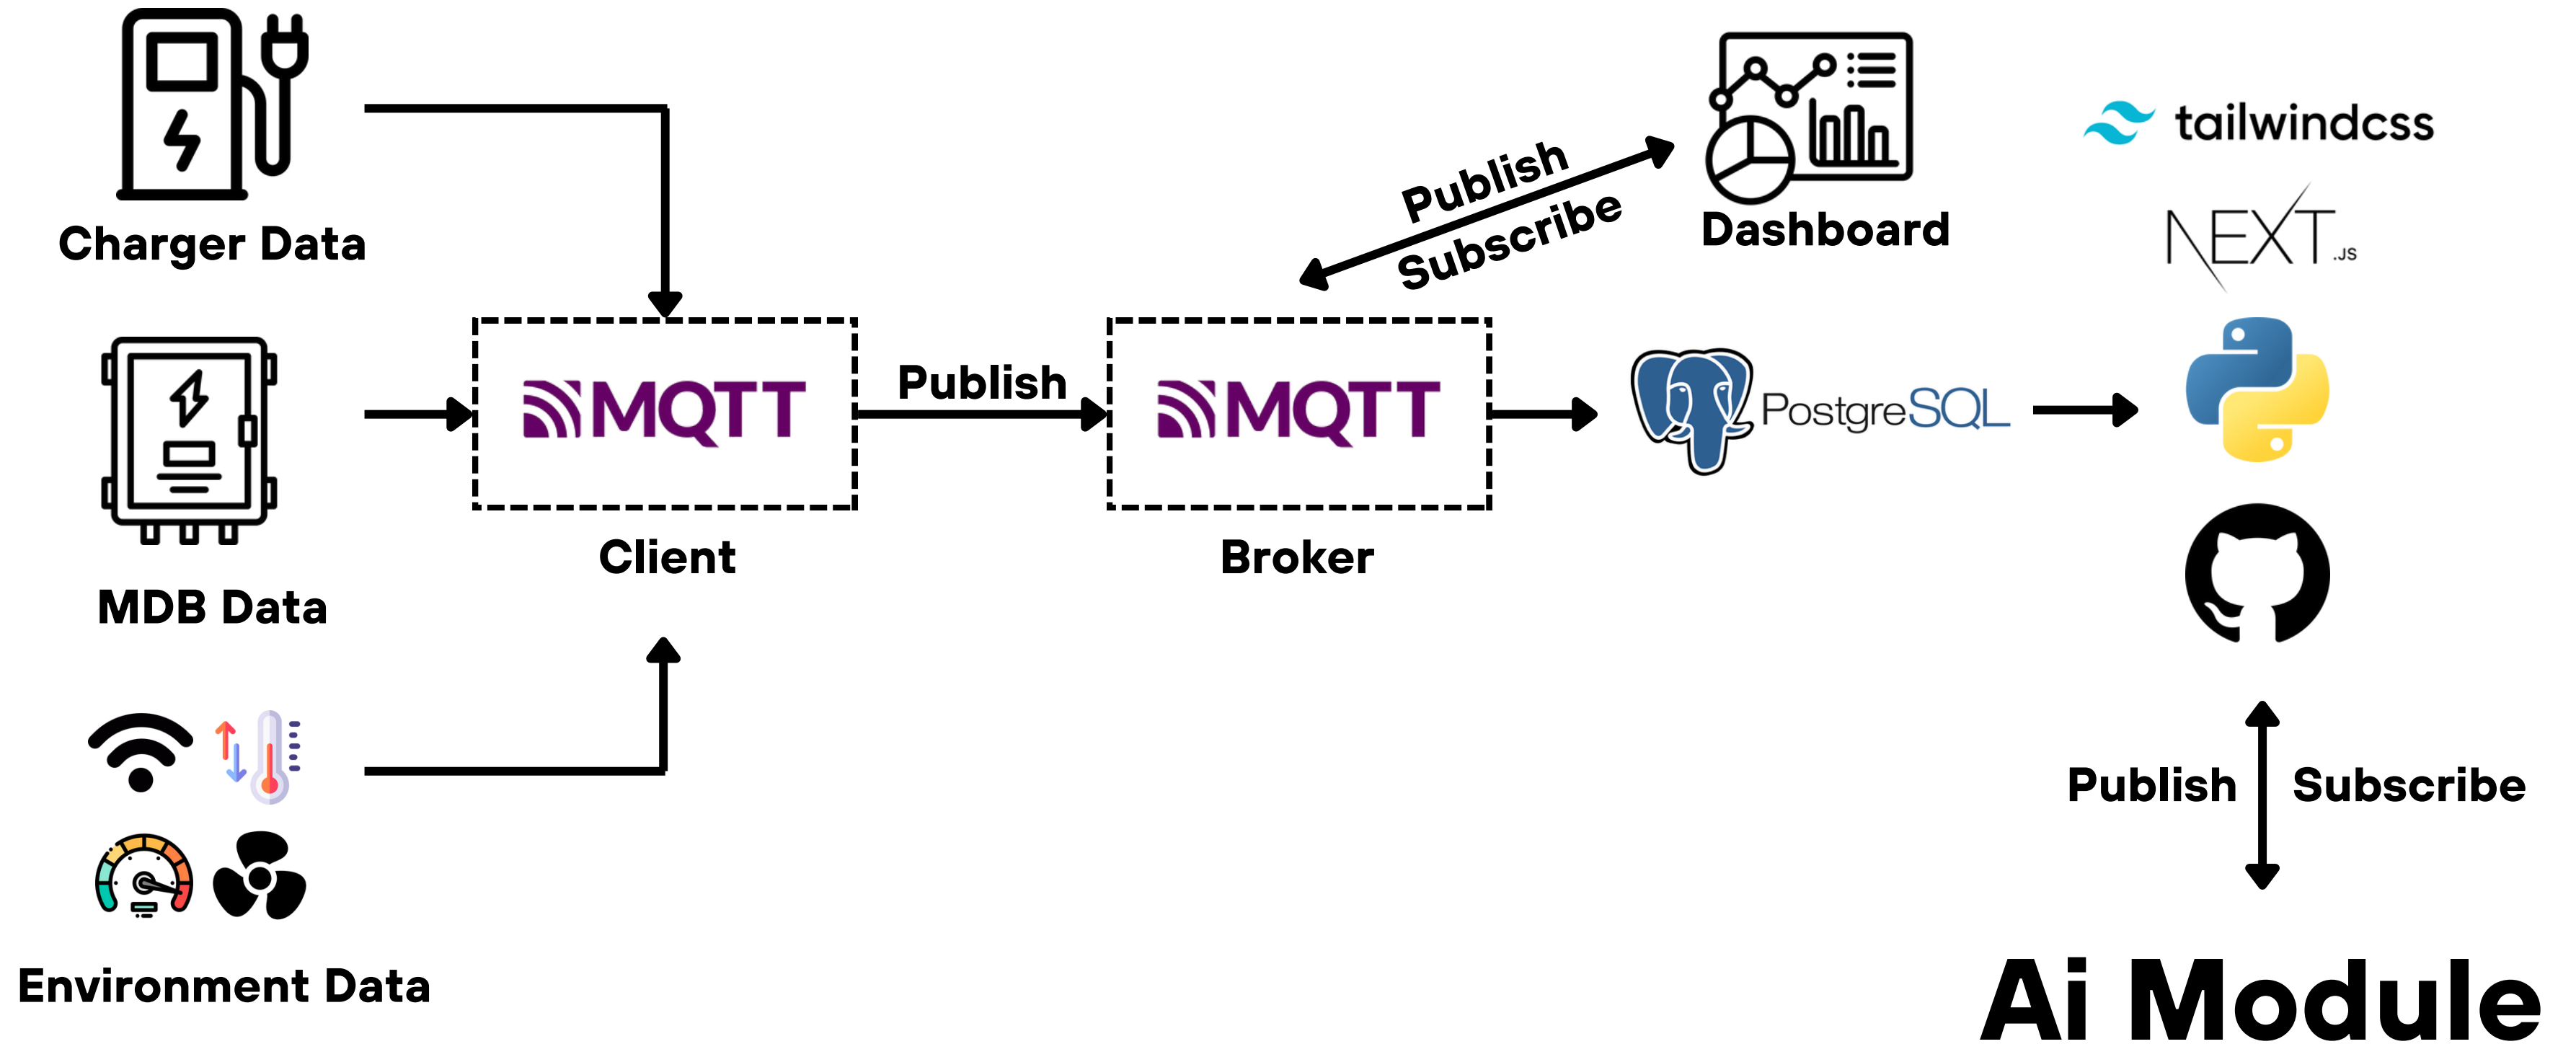 Charger Data
MDB Data
Environment Data
MQTT
Client
Publish
MQTT
Broker
Publish
Subscribe
Dashboard
PostgreSQL
tailwindcss
NEXT.JS
Publish
Subscribe
Ai Module